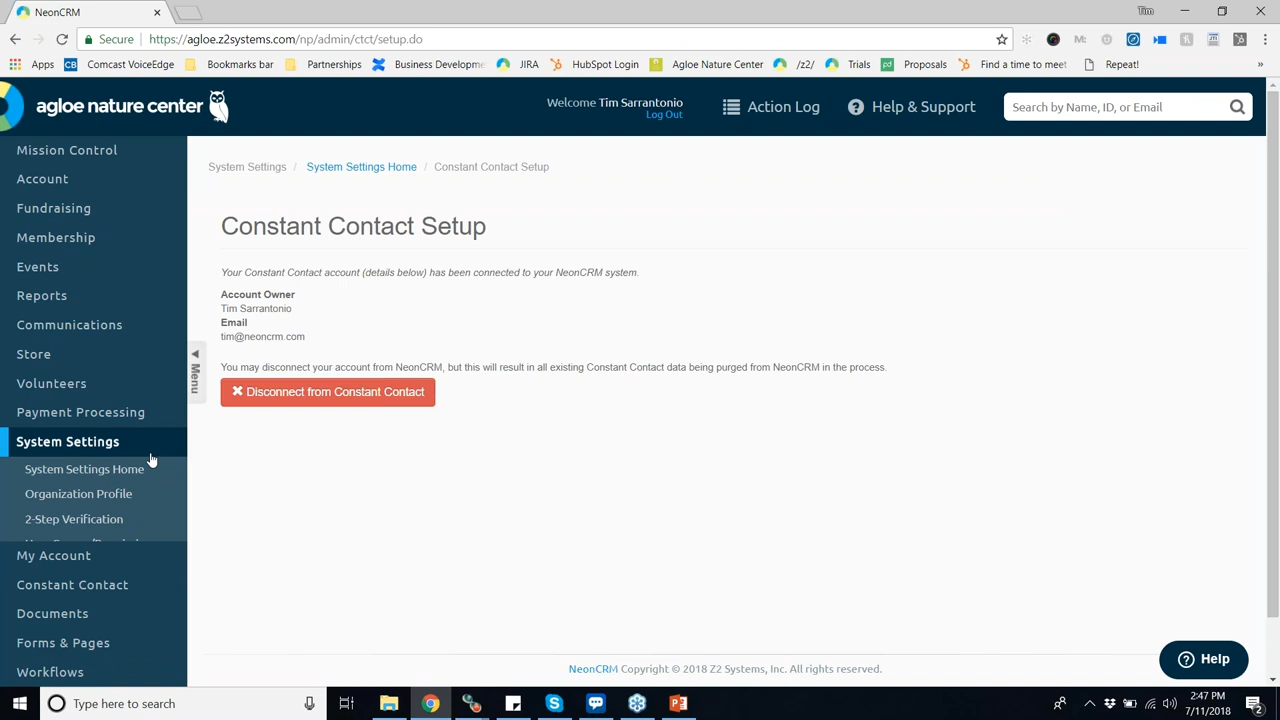 NeonCRM
Tim
Secure
https://agloe.z2systems.com/np/admin/ctct/setup.do
Apps
CB Comcast VoiceEdge
Bookmarks bar
Partnerships
Business Developme
JIRA
HubSpot Login
Agloe Nature Center
/z2/
Trials
pd Proposals
Find a time to meet
Repeat!
»
agloe nature center
Welcome Tim Sarrantonio
Log Out
Action Log
Help & Support
Search by Name, ID, or Email
Mission Control
Account
Fundraising
Membership
Events
Reports
Communications
Store
Volunteers
Payment Processing
System Settings
System Settings Home
Organization Profile
2-Step Verification
My Account
Constant Contact
Documents
Forms & Pages
Workflows
Menu
System Settings / System Settings Home / Constant Contact Setup
Constant Contact Setup
Your Constant Contact account (details below) has been connected to your NeonCRM system.
Account Owner
Tim Sarrantonio
Email
tim@neoncrm.com
You may disconnect your account from NeonCRM, but this will result in all existing Constant Contact data being purged from NeonCRM in the process.
Disconnect from Constant Contact
NeonCRM Copyright © 2018 Z2 Systems, Inc. All rights reserved.
Help
Type here to search
2:47 PM
7/11/2018
2